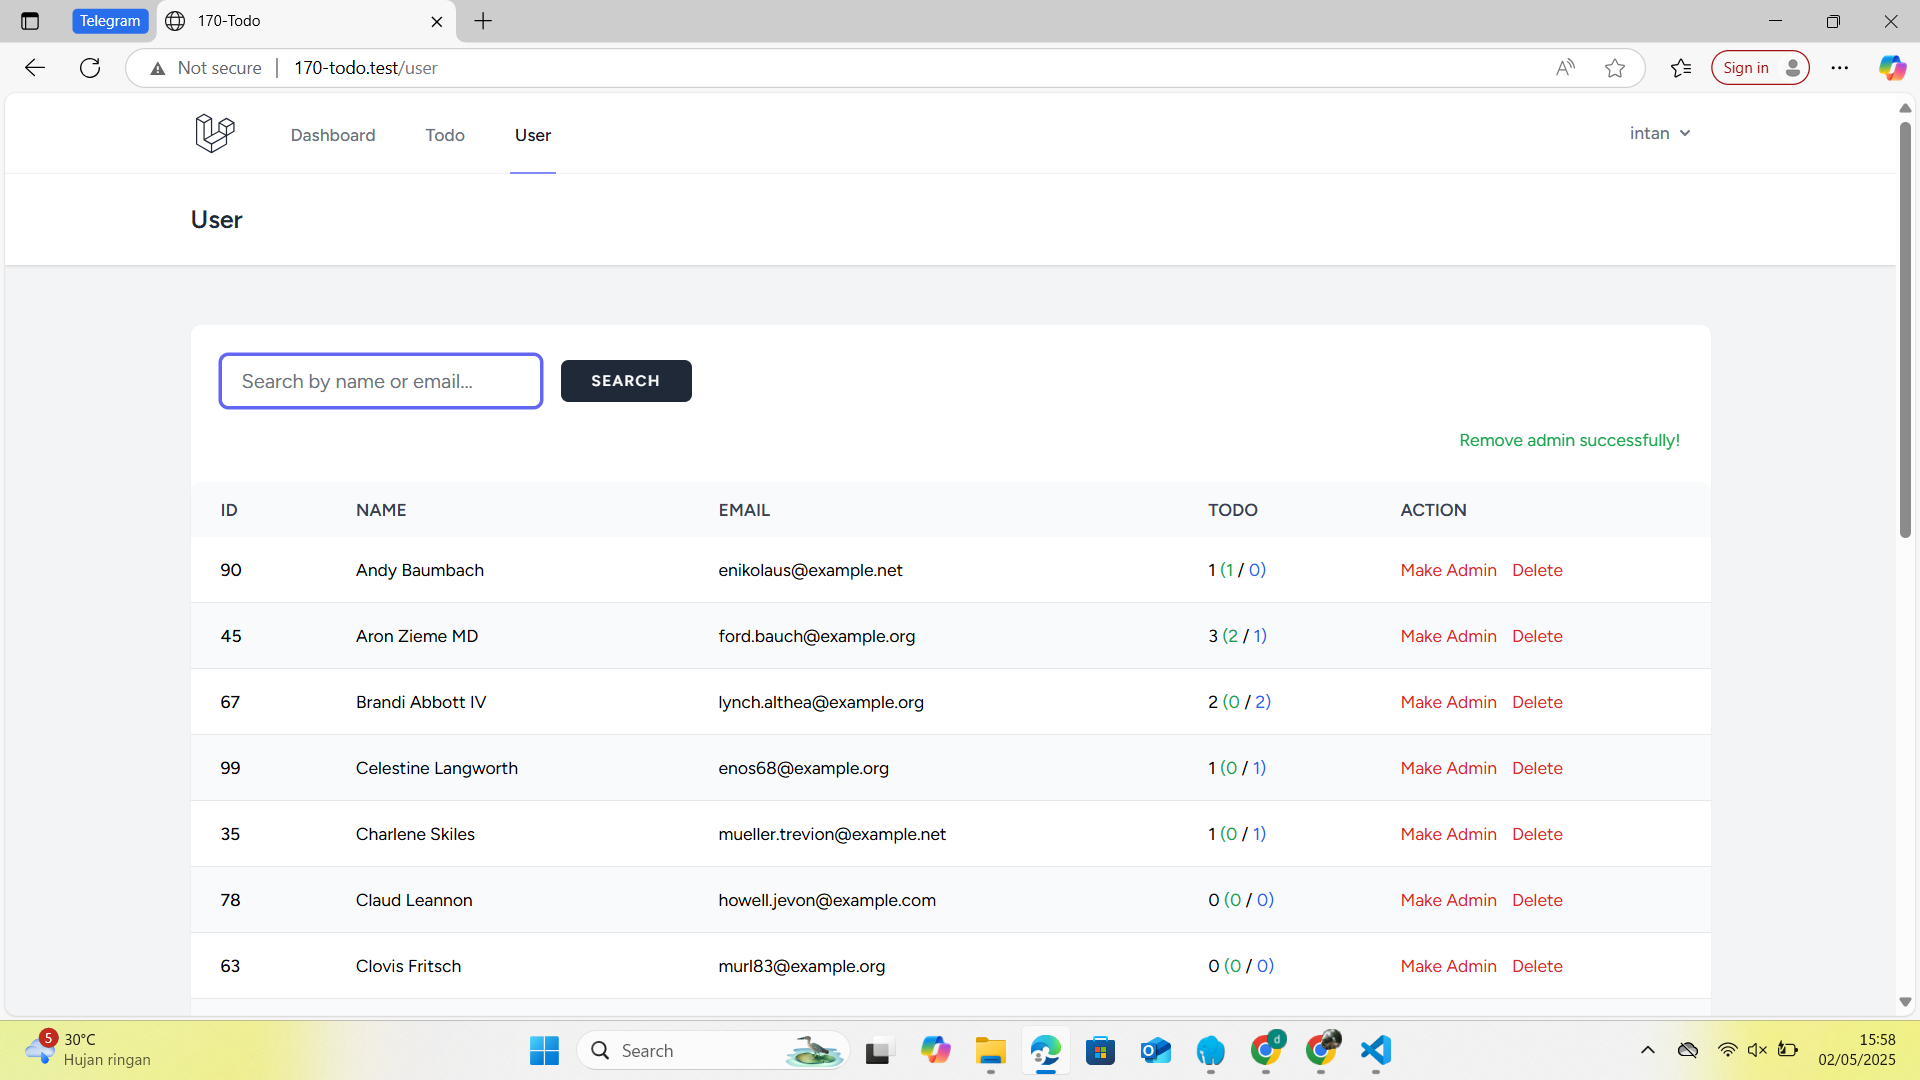 Telegram
170-Todo
Not secure
170-todo.test/user
Sign in
Dashboard
Todo
User
intan
User
Search by name or email...
SEARCH
Remove admin successfully!
ID NAME EMAIL TODO ACTION
90 Andy Baumbach enikolaus@example.net 1 (1 / 0) Make Admin Delete
45 Aron Zieme MD ford.bauch@example.org 3 (2 / 1) Make Admin Delete
67 Brandi Abbott IV lynch.althea@example.org 2 (0 / 2) Make Admin Delete
99 Celestine Langworth enos68@example.org 1 (0 / 1) Make Admin Delete
35 Charlene Skiles mueller.trevion@example.net 1 (0 / 1) Make Admin Delete
78 Claud Leannon howell.jevon@example.com 0 (0 / 0) Make Admin Delete
63 Clovis Fritsch murl83@example.org 0 (0 / 0) Make Admin Delete
5
30°C
Hujan ringan
Search
d
15:58
02/05/2025